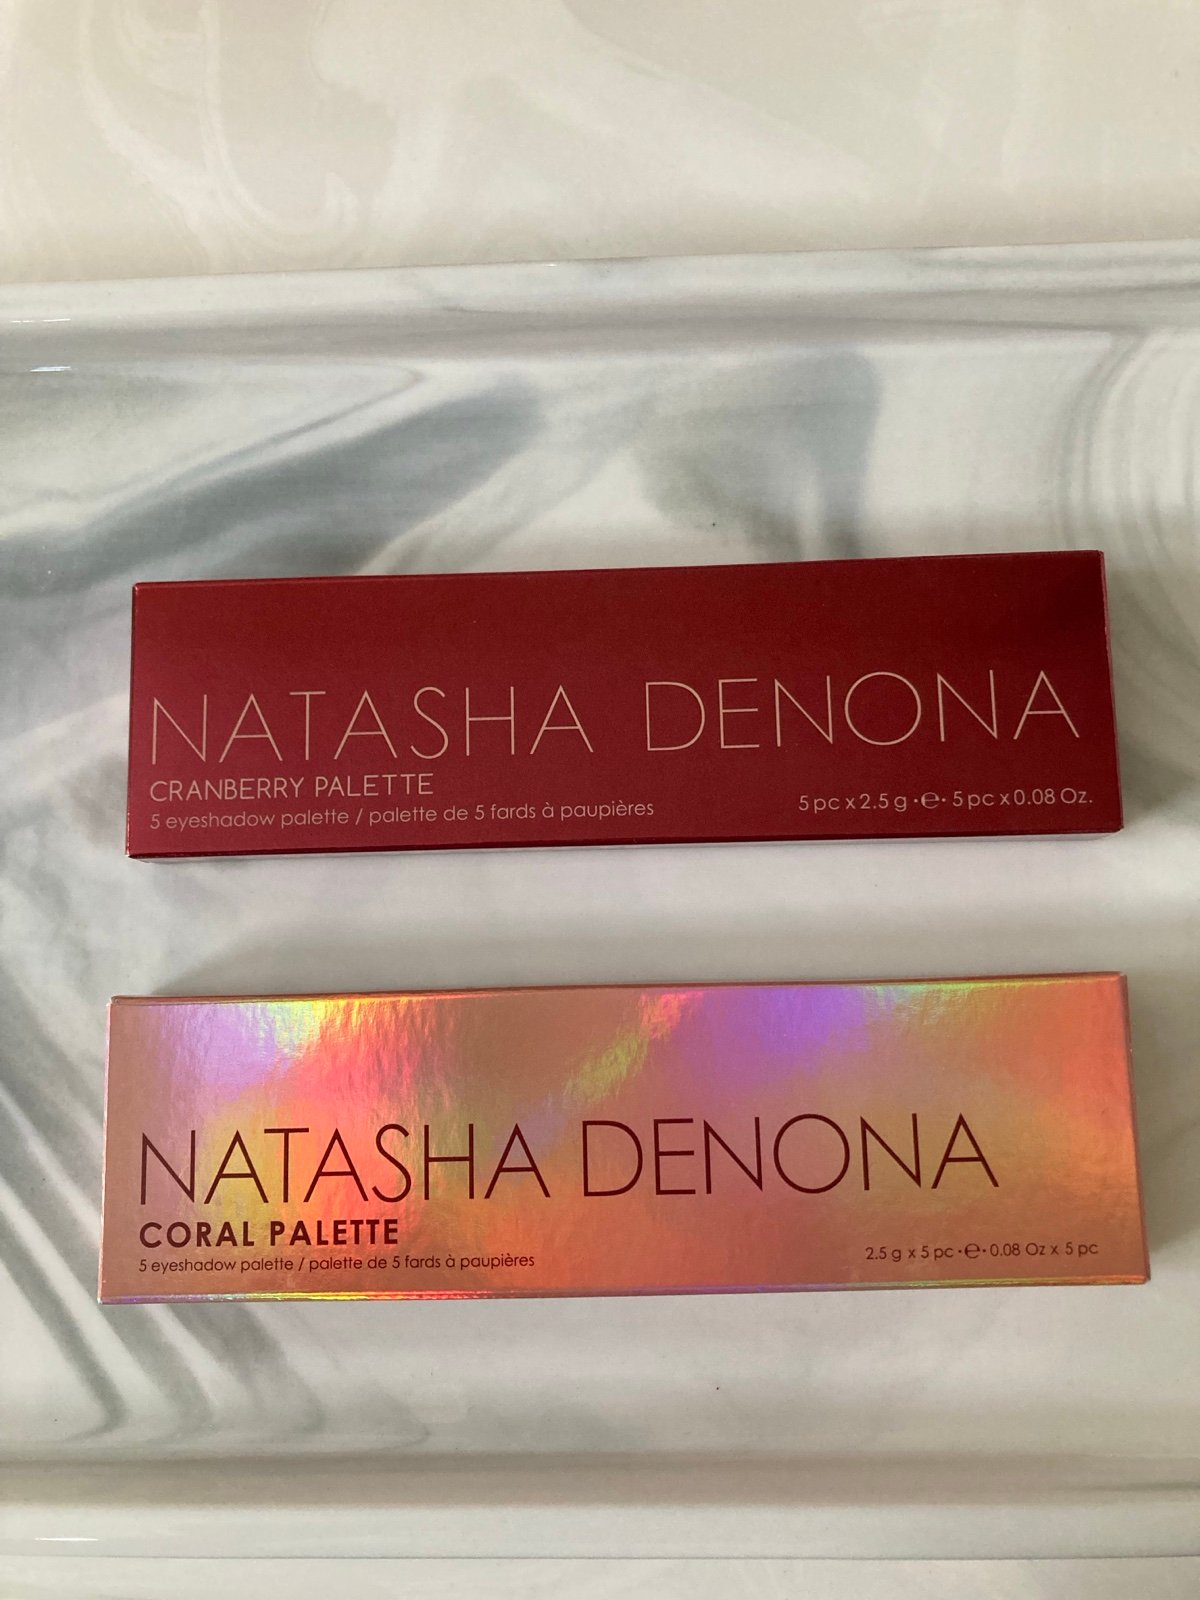 NATASHA DENONA
CRANBERRY PALETTE
5 eyeshadow palette / palette de 5 fards à paupières
5 pc x 2.5 g ·℮· 5 pc x 0.08 Oz.
NATASHA DENONA
CORAL PALETTE
5 eyeshadow palette / palette de 5 fards à paupières
2.5 g x 5 pc ·℮· 0.08 Oz x 5 pc